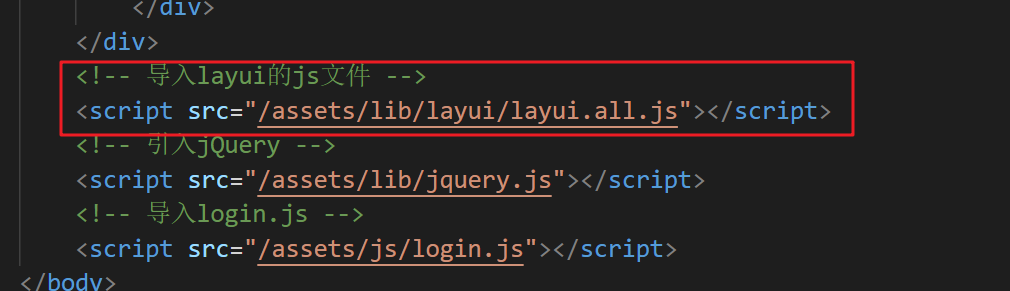 </div>
</div>
<!-- 导入layui的js文件 -->
<script src="/assets/lib/layui/layui.all.js"></script>
<!-- 引入jQuery -->
<script src="/assets/lib/jquery.js"></script>
<!-- 导入login.js -->
<script src="/assets/js/login.js"></script>
</body>